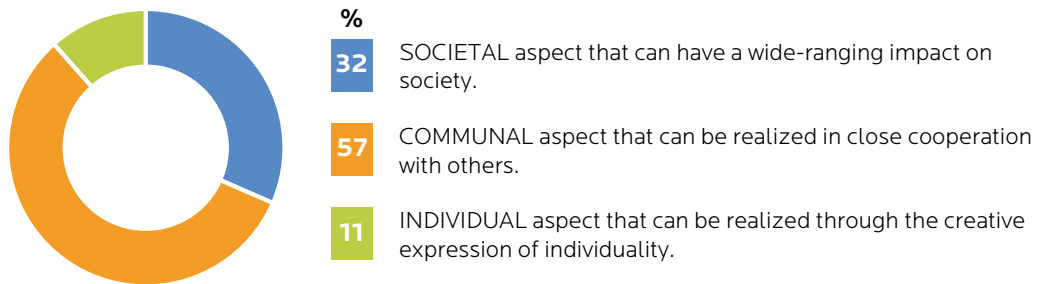 %
32 SOCIETAL aspect that can have a wide-ranging impact on
society.
57 COMMUNAL aspect that can be realized in close cooperation
with others.
11 INDIVIDUAL aspect that can be realized through the creative
expression of individuality.